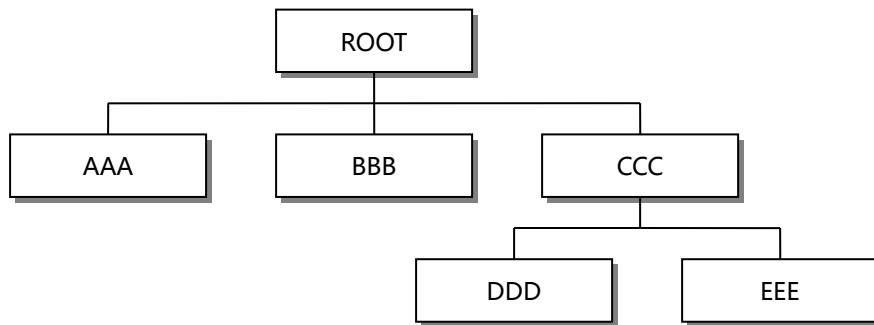 ROOT
AAA
BBB
CCC
DDD
EEE